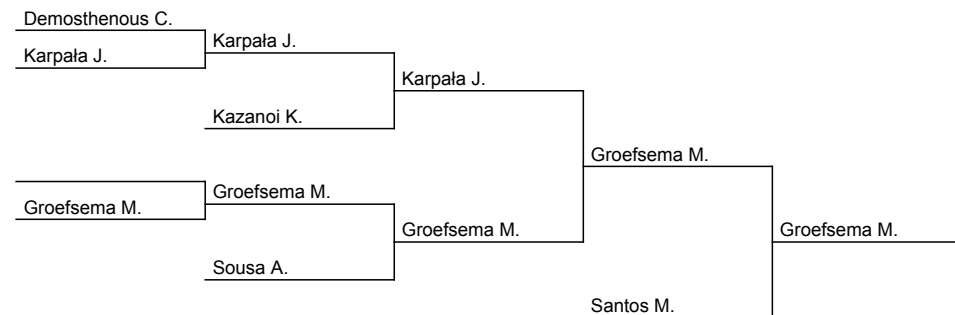 Demosthenous C.
Karpała J.
Karpała J.
Karpała J.
Kazanoi K.
Groefsema M.
Groefsema M.
Groefsema M.
Groefsema M.
Groefsema M.
Sousa A.
Santos M.